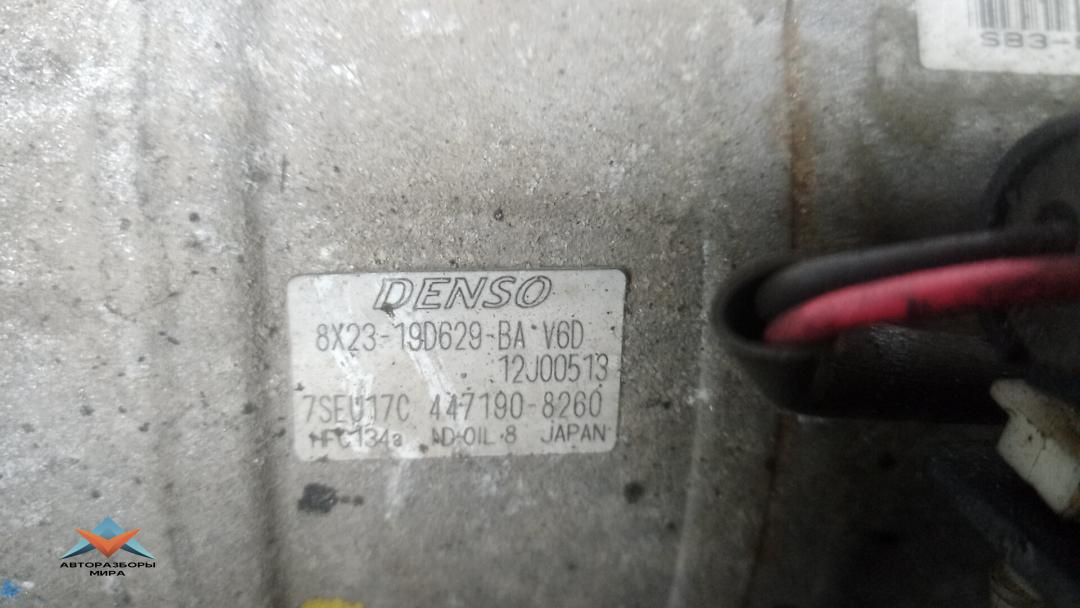 SB3-
DENSO
8X23-19D629-BA V6D
12J00513
7SEU17C 447190-8260
HFC134a ND-OIL 8 JAPAN
АВТОРАЗБОРЫ
МИРА